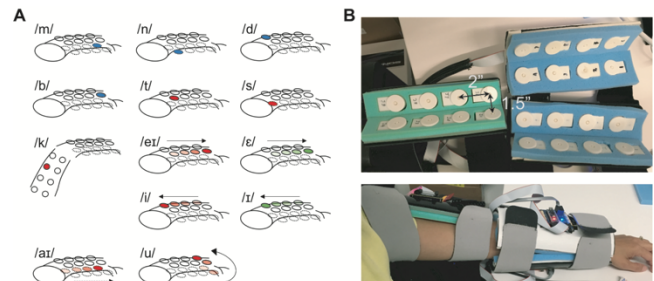 A
/m/ /n/ /d/
/b/ /t/ /s/
/k/ /eɪ/ /ɛ/
/i/ /ɪ/
/aɪ/ /u/
B
2"
1.5"